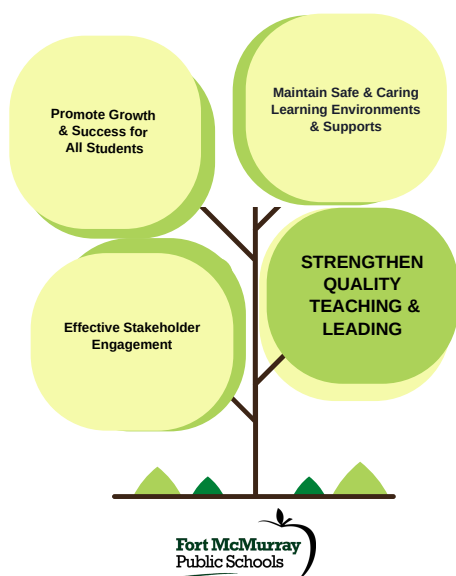 Promote Growth
& Success for
All Students
Maintain Safe & Caring
Learning Environments
& Supports
Effective Stakeholder
Engagement
STRENGTHEN
QUALITY
TEACHING &
LEADING
Fort McMurray
Public Schools